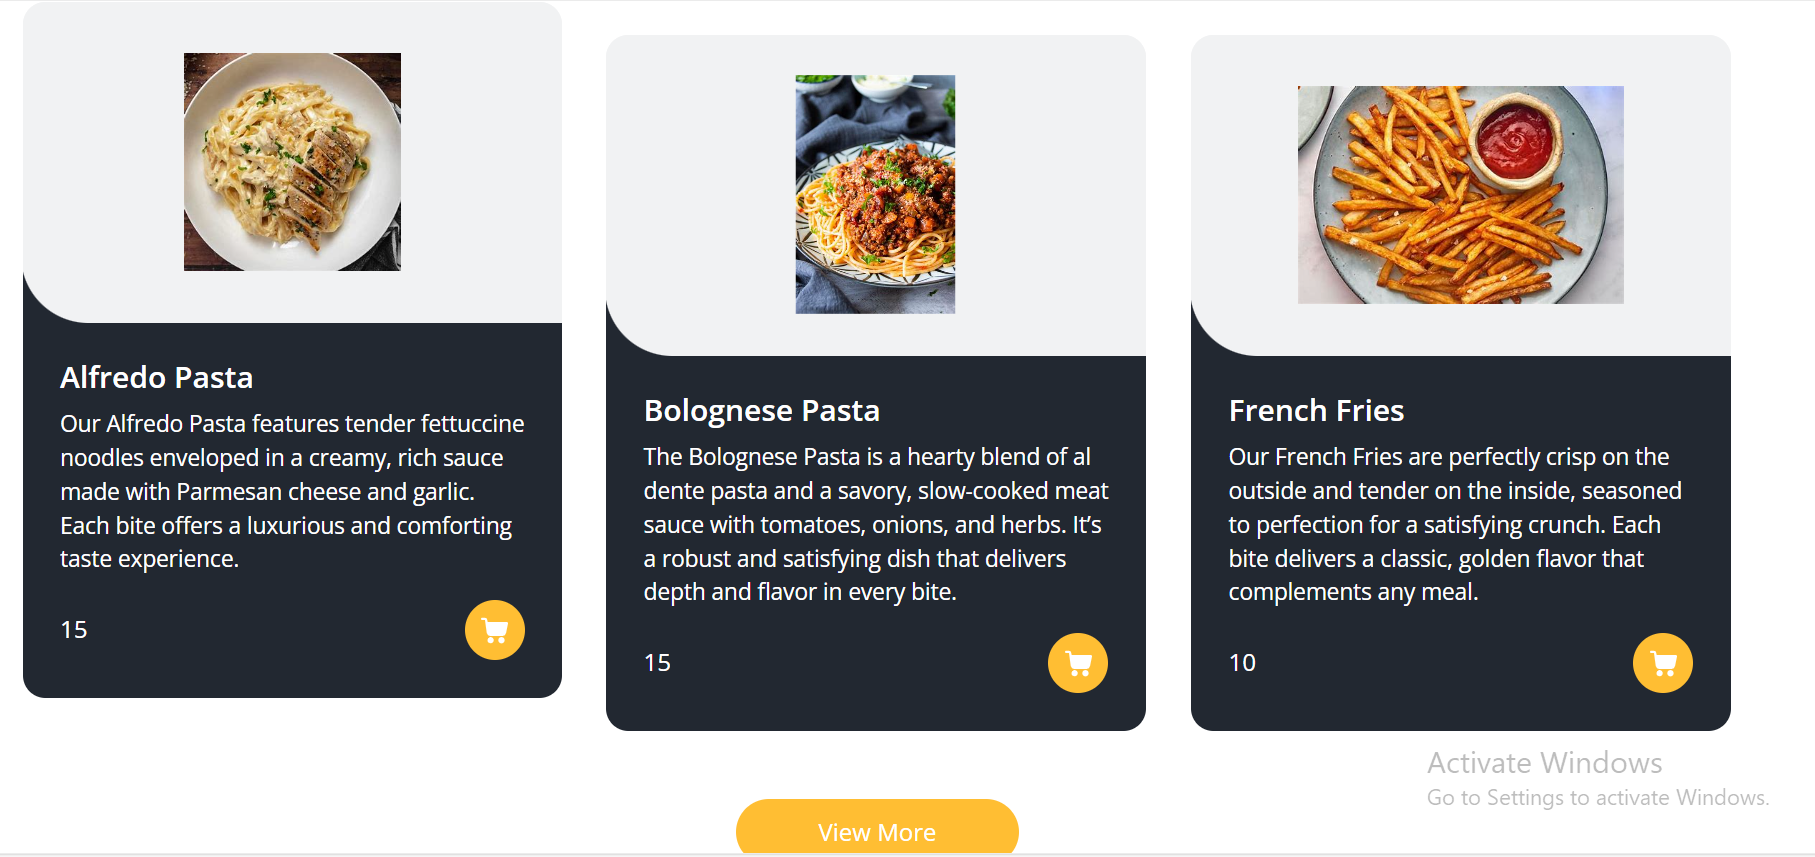 Alfredo Pasta
Our Alfredo Pasta features tender fettuccine
noodles enveloped in a creamy, rich sauce
made with Parmesan cheese and garlic.
Each bite offers a luxurious and comforting
taste experience.
15
Bolognese Pasta
The Bolognese Pasta is a hearty blend of al
dente pasta and a savory, slow-cooked meat
sauce with tomatoes, onions, and herbs. It’s
a robust and satisfying dish that delivers
depth and flavor in every bite.
15
French Fries
Our French Fries are perfectly crisp on the
outside and tender on the inside, seasoned
to perfection for a satisfying crunch. Each
bite delivers a classic, golden flavor that
complements any meal.
10
View More
Activate Windows
Go to Settings to activate Windows.